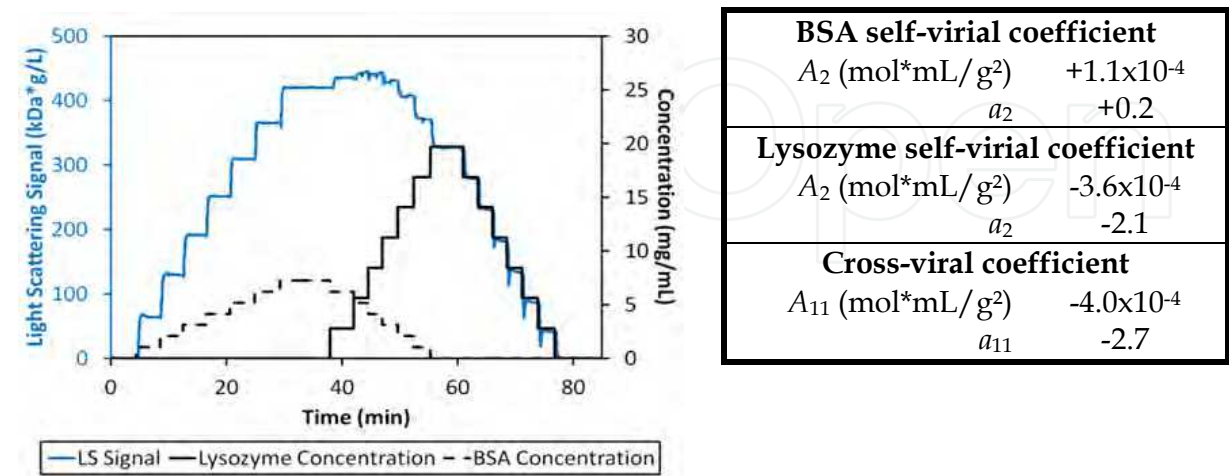 500
400
300
200
100
0
Light Scattering Signal (kDa*g/L)
30
25
20
15
10
5
0
Concentration (mg/mL)
0 20 40 60 80
Time (min)
LS Signal Lysozyme Concentration BSA Concentration
BSA self-virial coefficient
A₂ (mol*mL/g²) +1.1x10⁻⁴
a₂ +0.2
Lysozyme self-virial coefficient
A₂ (mol*mL/g²) -3.6x10⁻⁴
a₂ -2.1
Cross-viral coefficient
A₁₁ (mol*mL/g²) -4.0x10⁻⁴
a₁₁ -2.7
Open